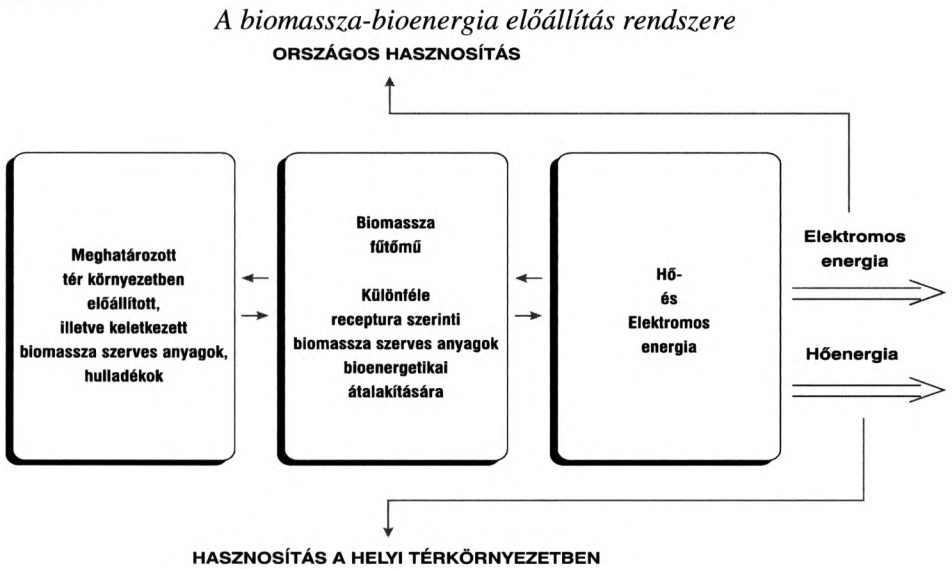 A biomassza-bioenergia előállítás rendszere
ORSZÁGOS HASZNOSÍTÁS
Meghatározott
tér környezetben
előállított,
illetve keletkezett
biomassza szerves anyagok,
hulladékok
Biomassza
fűtőmű
Különféle
receptura szerinti
biomassza szerves anyagok
bioenergetikai
átalakítására
Hő-
és
Elektromos
energia
Elektromos
energia
Hőenergia
HASZNOSÍTÁS A HELYI TÉRKÖRNYEZETBEN